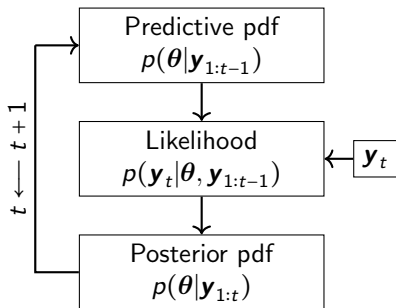 Predictive pdf
p(θ|y₁:t−1)
Likelihood
p(yₜ|θ, y₁:t−1)
yₜ
t ← t + 1
Posterior pdf
p(θ|y₁:t)